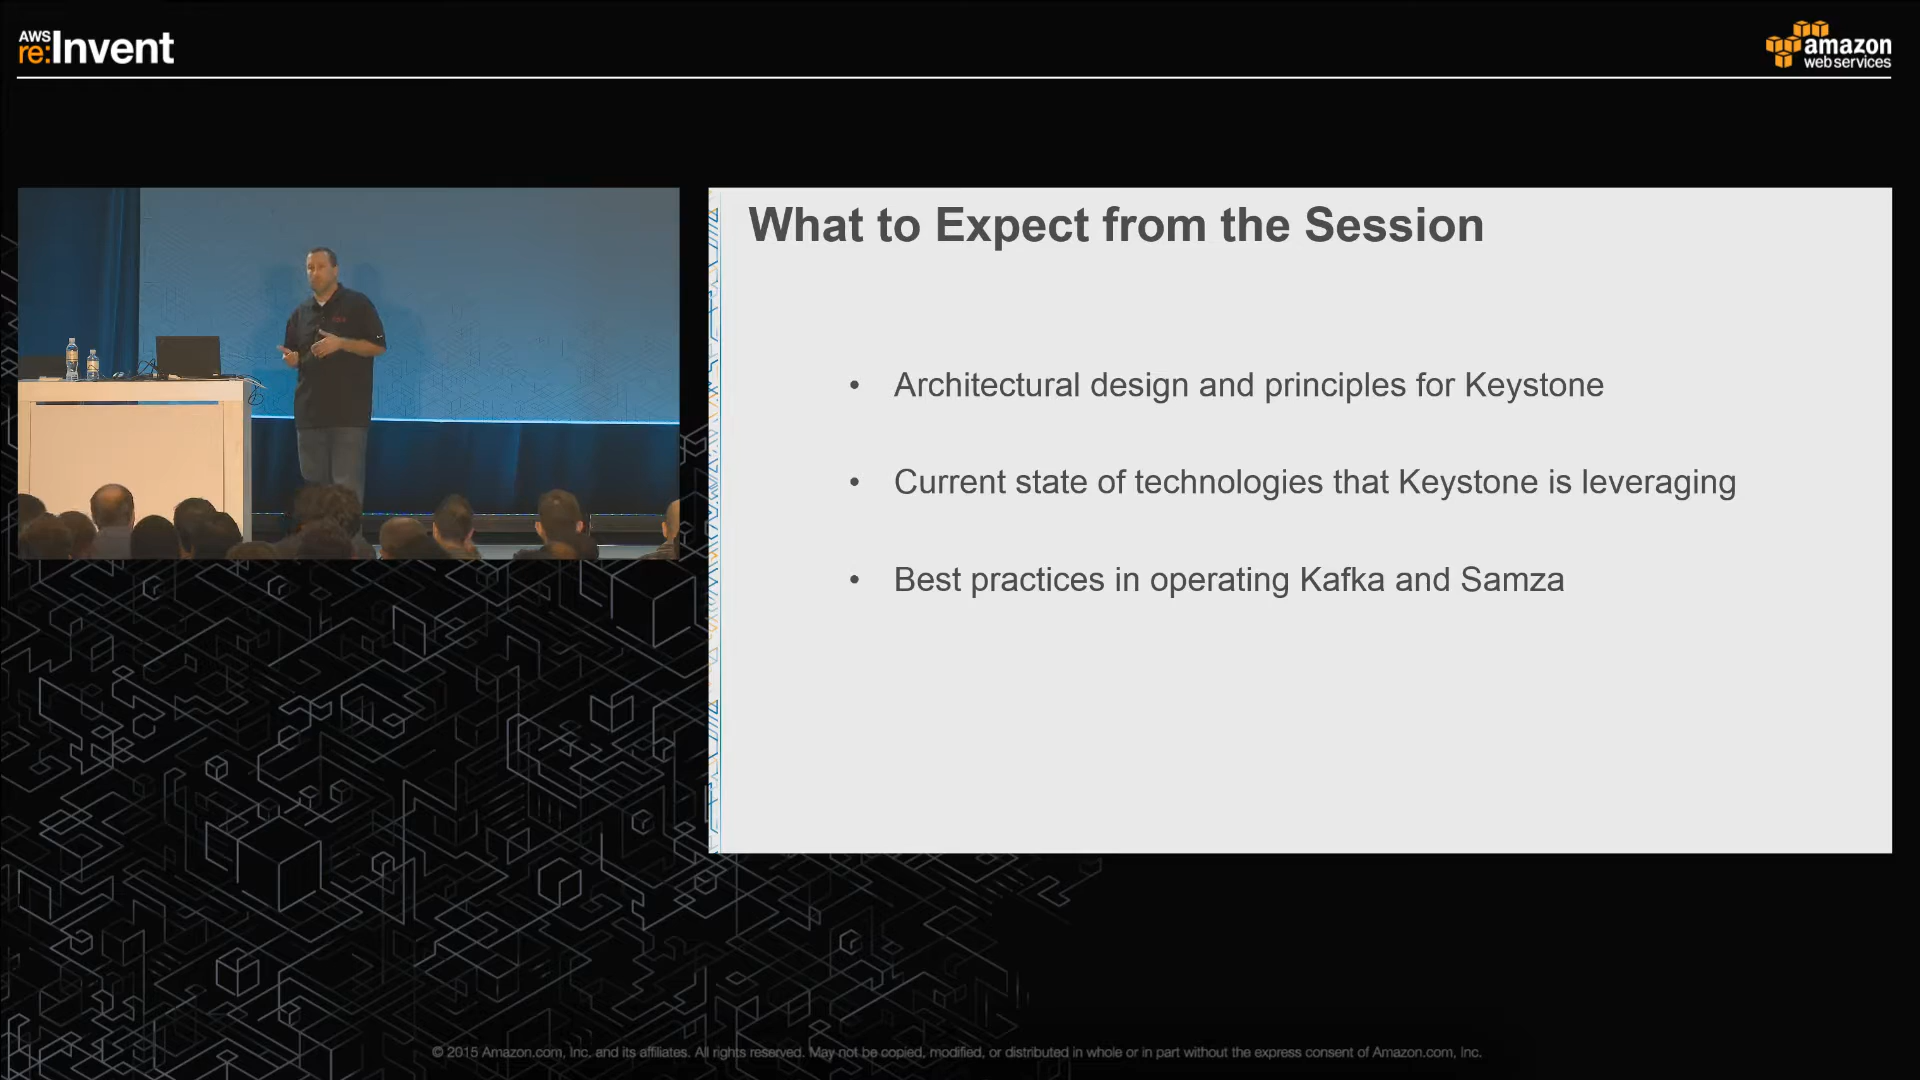 AWS
re:Invent
amazon
web services
What to Expect from the Session
• Architectural design and principles for Keystone
• Current state of technologies that Keystone is leveraging
• Best practices in operating Kafka and Samza
© 2015 Amazon.com, Inc. and its affiliates. All rights reserved. May not be copied, modified, or distributed in whole or in part without the express consent of Amazon.com, Inc.